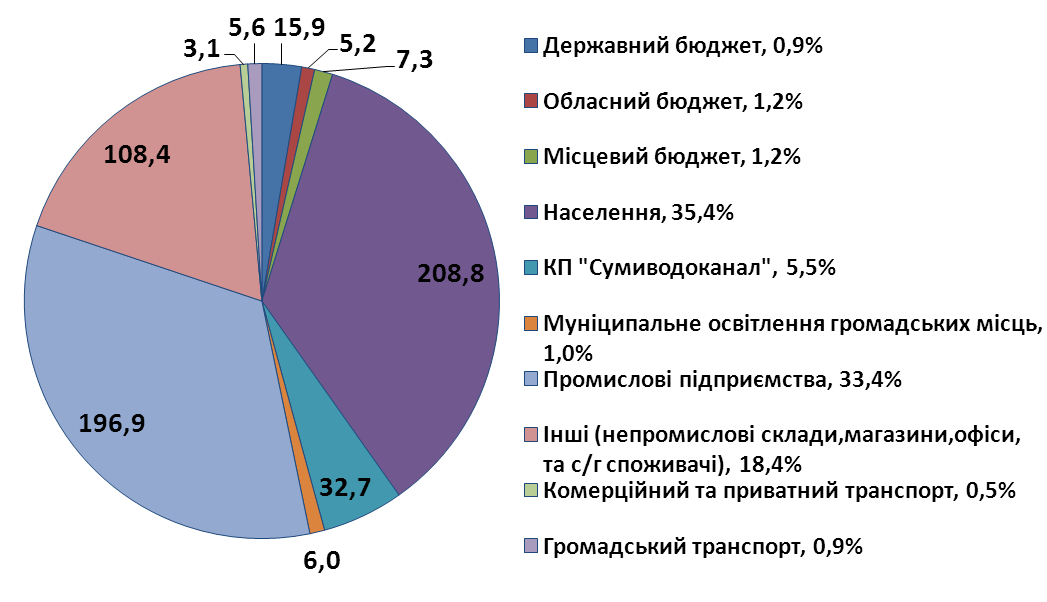 5,6
15,9
3,1
5,2
7,3
108,4
208,8
196,9
32,7
6,0
Державний бюджет, 0,9%
Обласний бюджет, 1,2%
Місцевий бюджет, 1,2%
Населення, 35,4%
КП "Сумиводоканал", 5,5%
Муніципальне освітлення громадських місць,
1,0%
Промислові підприємства, 33,4%
Інші (непромислові склади,магазини,офіси,
та с/г споживачі), 18,4%
Комерційний та приватний транспорт, 0,5%
Громадський транспорт, 0,9%